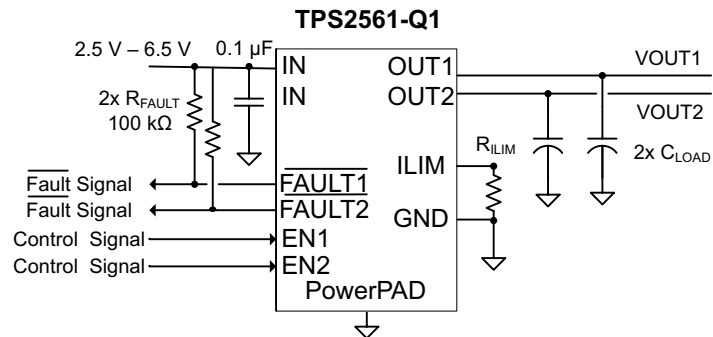 TPS2561-Q1
2.5 V – 6.5 V
0.1 µF
IN
OUT1
VOUT1
IN
OUT2
VOUT2
2x RFAULT
100 kΩ
RILIM
2x CLOAD
ILIM
Fault Signal
FAULT1
Fault Signal
FAULT2
GND
Control Signal
EN1
Control Signal
EN2
PowerPAD